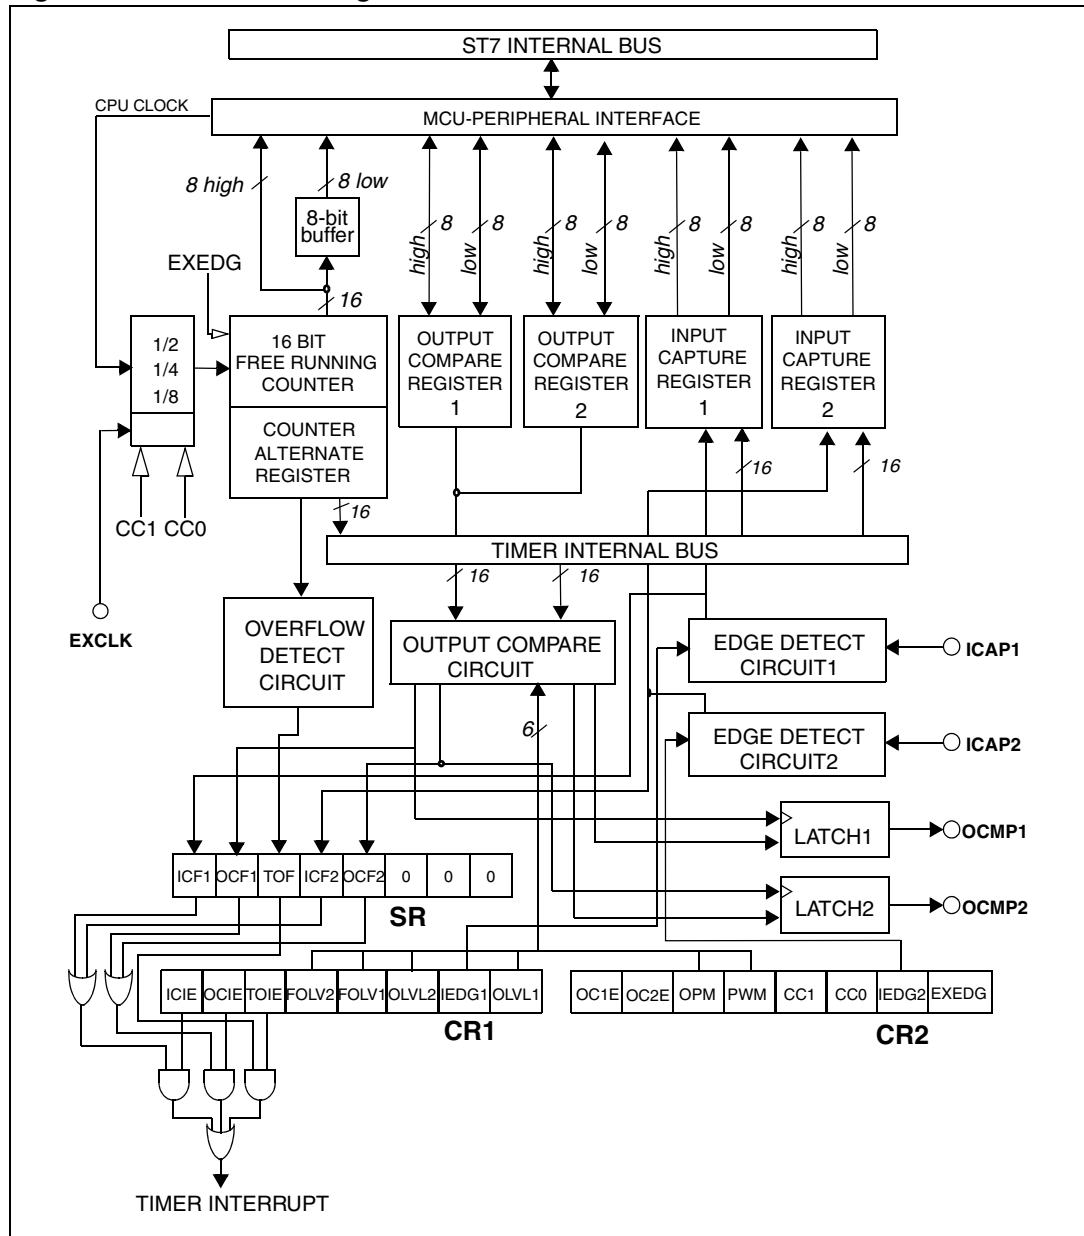 ST7 INTERNAL BUS
CPU CLOCK
MCU-PERIPHERAL INTERFACE
8 high
8 low
8-bit
buffer
8
8
8
8
8
8
8
8
high
low
high
low
high
low
high
low
EXEDG
16
1/2
1/4
1/8
16 BIT
FREE RUNNING
COUNTER
OUTPUT
COMPARE
REGISTER
1
OUTPUT
COMPARE
REGISTER
2
INPUT
CAPTURE
REGISTER
1
INPUT
CAPTURE
REGISTER
2
COUNTER
ALTERNATE
REGISTER
16
16
16
CC1 CC0
TIMER INTERNAL BUS
16
16
EXCLK
OVERFLOW
DETECT
CIRCUIT
OUTPUT COMPARE
CIRCUIT
EDGE DETECT
CIRCUIT1
ICAP1
6
EDGE DETECT
CIRCUIT2
ICAP2
LATCH1
OCMP1
ICF1 OCF1 TOF ICF2 OCF2 0 0 0
SR
LATCH2
OCMP2
ICIE OCIE TOIE FOLV2 FOLV1 OLVL2 IEDG1 OLVL1
CR1
OC1E OC2E OPM PWM CC1 CC0 IEDG2 EXEDG
CR2
TIMER INTERRUPT